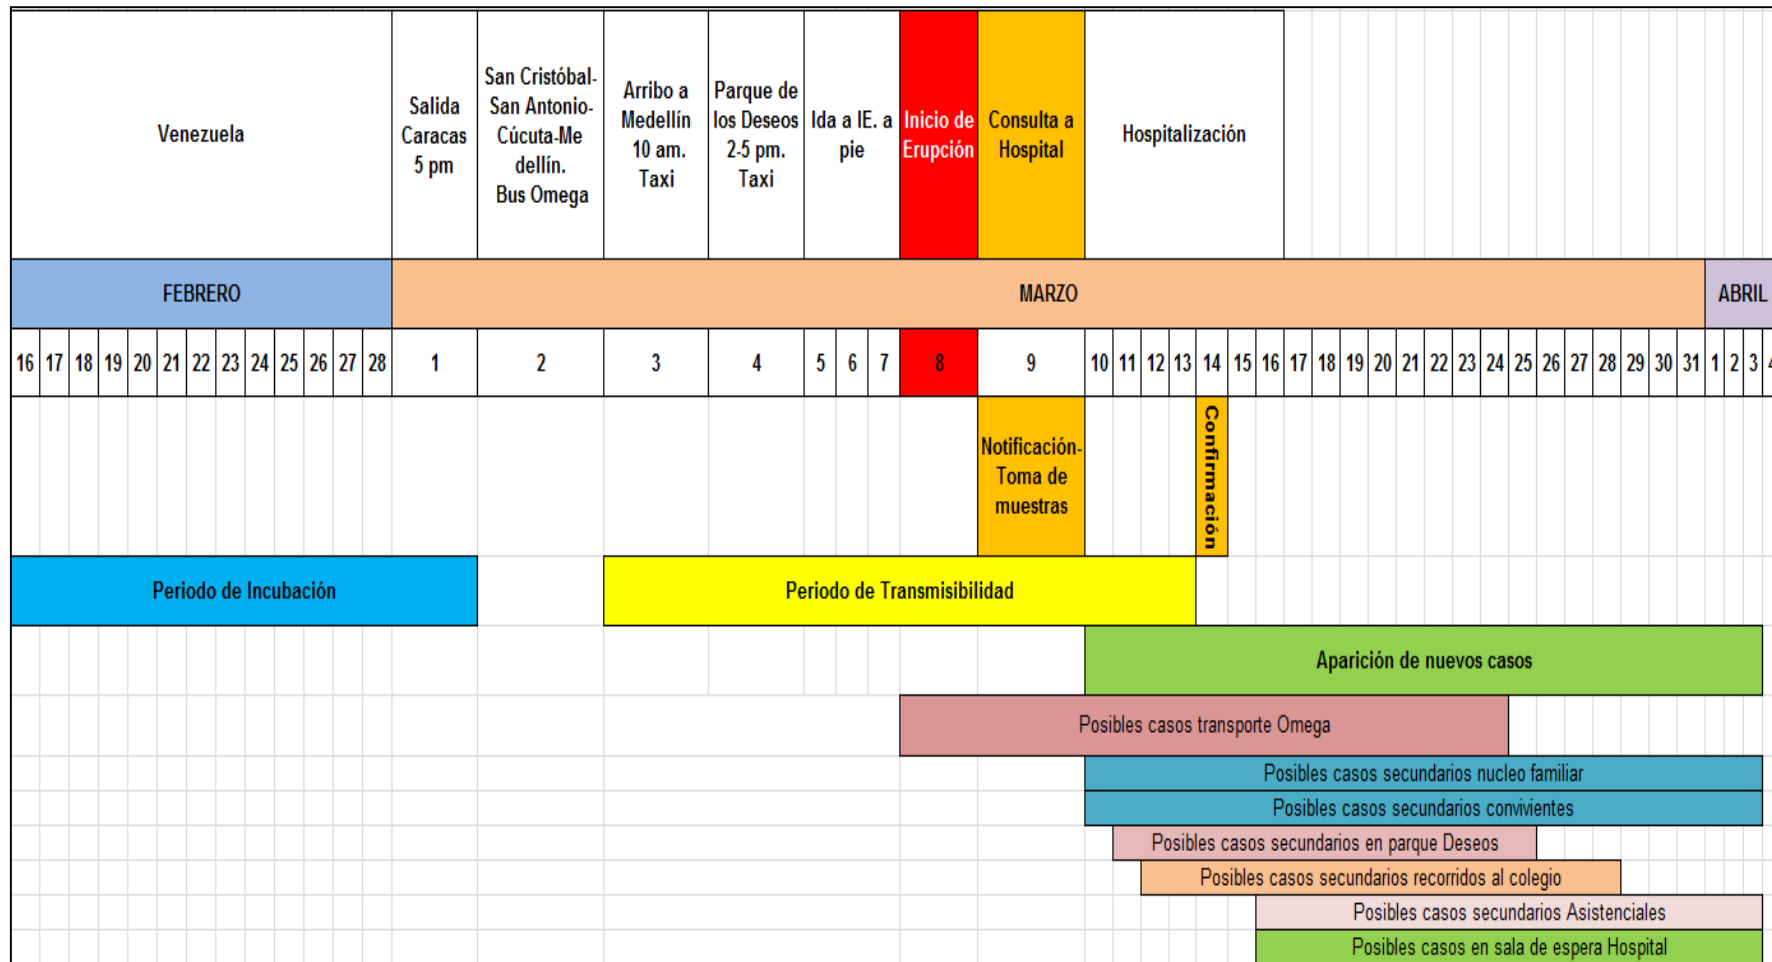 Venezuela
Salida
Caracas
5 pm
San Cristóbal-
San Antonio-
Cúcuta-Me
dellín.
Bus Omega
Arribo a
Medellín
10 am.
Taxi
Parque de
los Deseos
2-5 pm.
Taxi
Ida a IE. a
pie
Inicio de
Erupción
Consulta a
Hospital
Hospitalización
FEBRERO MARZO ABRIL
16 17 18 19 20 21 22 23 24 25 26 27 28 1 2 3 4 5 6 7 8 9 10 11 12 13 14 15 16 17 18 19 20 21 22 23 24 25 26 27 28 29 30 31 1 2 3 4
Notificación-
Toma de
muestras
Confirmación
Periodo de Incubación
Periodo de Transmisibilidad
Aparición de nuevos casos
Posibles casos transporte Omega
Posibles casos secundarios nucleo familiar
Posibles casos secundarios convivientes
Posibles casos secundarios en parque Deseos
Posibles casos secundarios recorridos al colegio
Posibles casos secundarios Asistenciales
Posibles casos en sala de espera Hospital